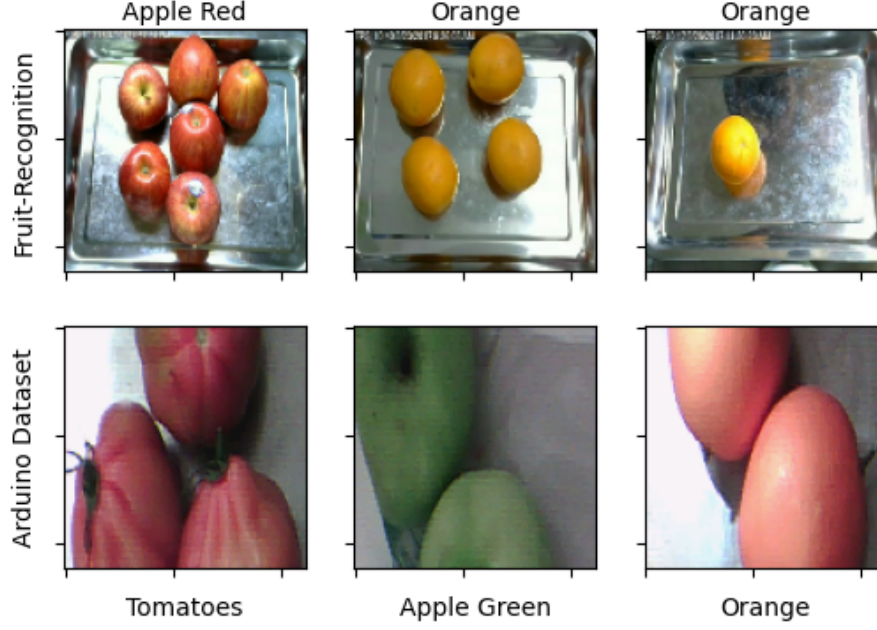 Apple Red
Orange
Orange
Fruit-Recognition
Arduino Dataset
Tomatoes
Apple Green
Orange